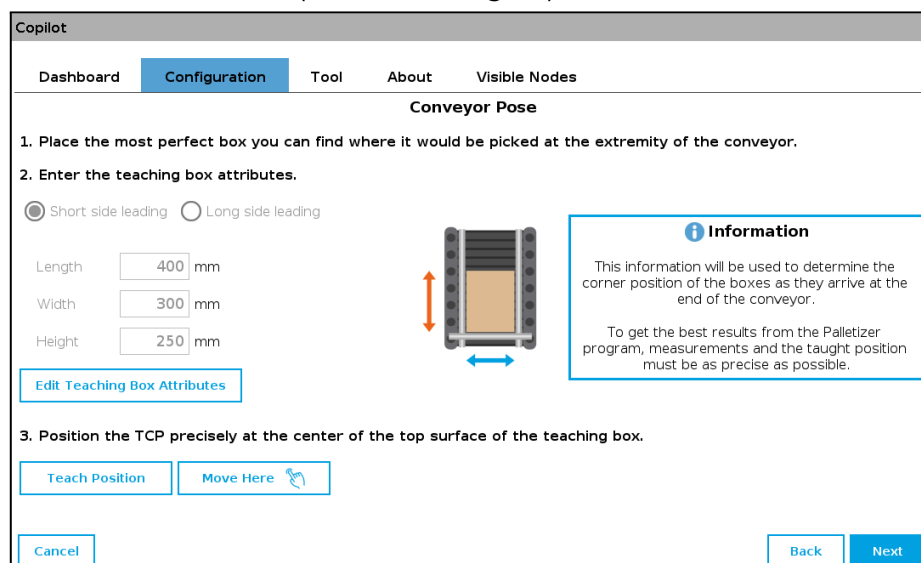 Copilot
Dashboard Configuration Tool About Visible Nodes
Conveyor Pose
1. Place the most perfect box you can find where it would be picked at the extremity of the conveyor.
2. Enter the teaching box attributes.
Short side leading Long side leading
Length 400 mm
Width 300 mm
Height 250 mm
Edit Teaching Box Attributes
Information
This information will be used to determine the
corner position of the boxes as they arrive at the
end of the conveyor.
To get the best results from the Palletizer
program, measurements and the taught position
must be as precise as possible.
3. Position the TCP precisely at the center of the top surface of the teaching box.
Teach Position Move Here
Cancel Back Next